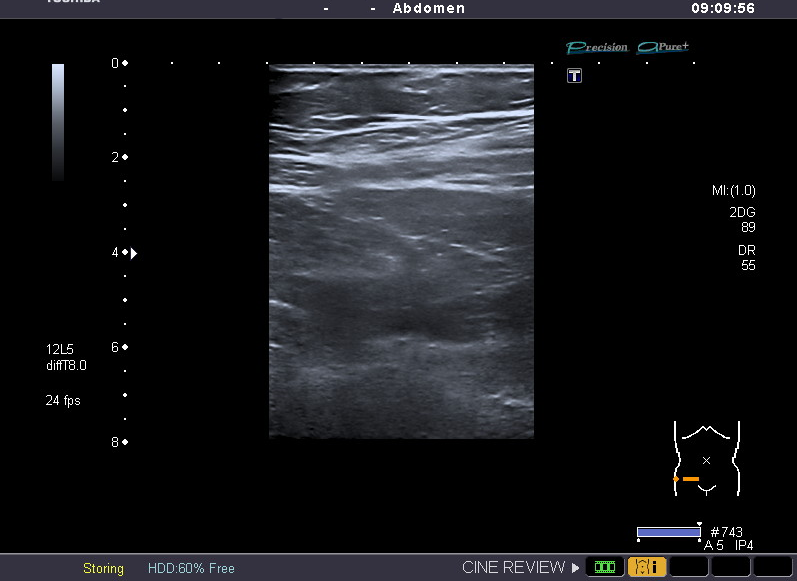 - - Abdomen 09:09:56
Precision APure+
T
0
2
4
6
8
MI:(1.0)
2DG
89
DR
55
12L5
diffT8.0
24 fps
#743
A 5 IP4
Storing HDD:60% Free CINE REVIEW
i